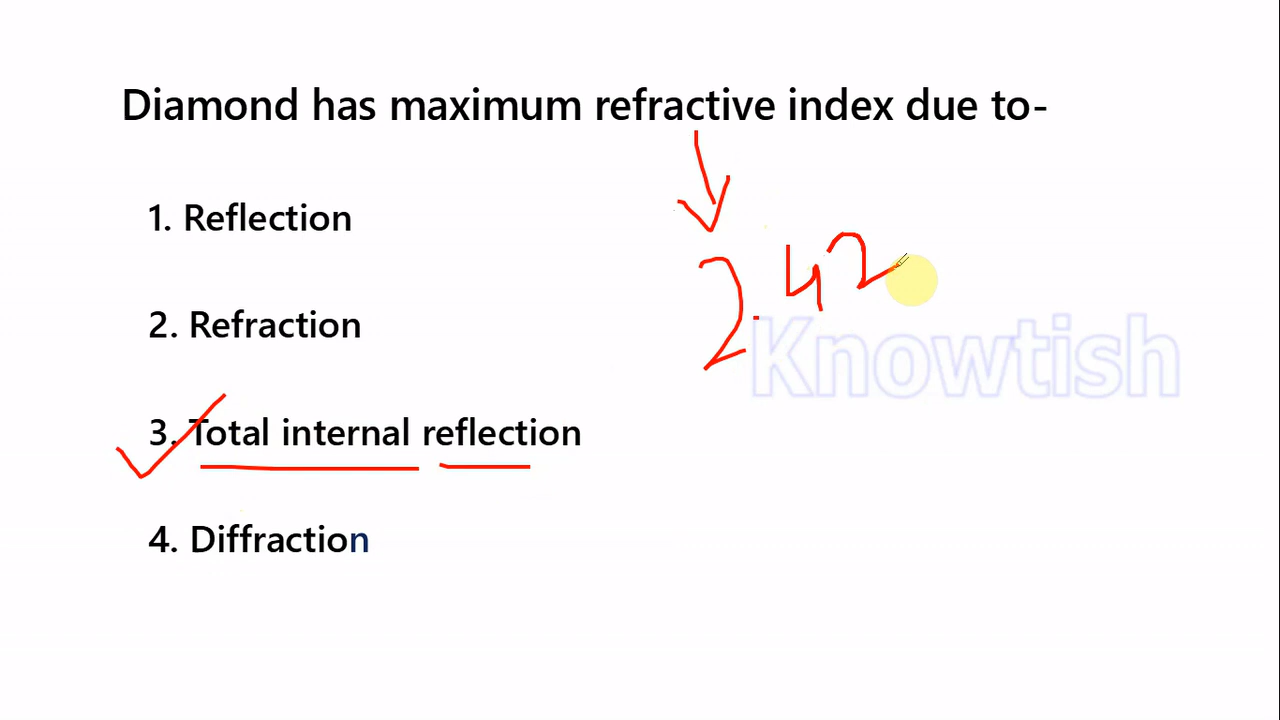 Diamond has maximum refractive index due to-
1. Reflection
2.42
2. Refraction
Knowtish
3. Total internal reflection
4. Diffraction